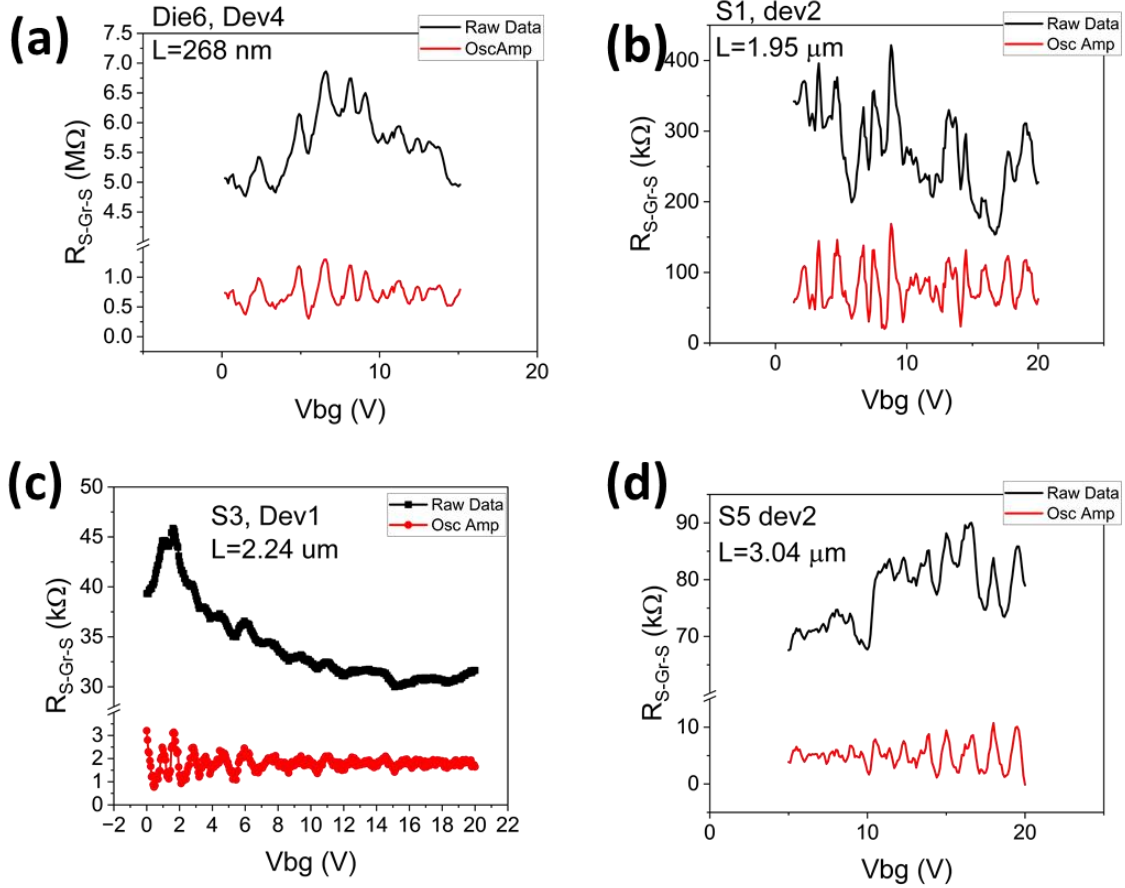 (a)
Die6, Dev4
L=268 nm
Raw Data
OscAmp
7.5
7.0
6.5
6.0
5.5
5.0
4.5
1.0
0.5
0.0
R_S-Gr-S (MΩ)
0 10 20
Vbg (V)
(b)
S1, dev2
L=1.95 μm
Raw Data
Osc Amp
400
300
200
100
0
R_S-Gr-S (kΩ)
0 10 20
Vbg (V)
(c)
S3, Dev1
L=2.24 um
Raw Data
Osc Amp
50
45
40
35
30
3
2
1
0
R_S-Gr-S (kΩ)
−2 0 2 4 6 8 10 12 14 16 18 20 22
Vbg (V)
(d)
S5 dev2
L=3.04 μm
Raw Data
Osc Amp
90
80
70
10
0
R_S-Gr-S (kΩ)
0 10 20
Vbg (V)